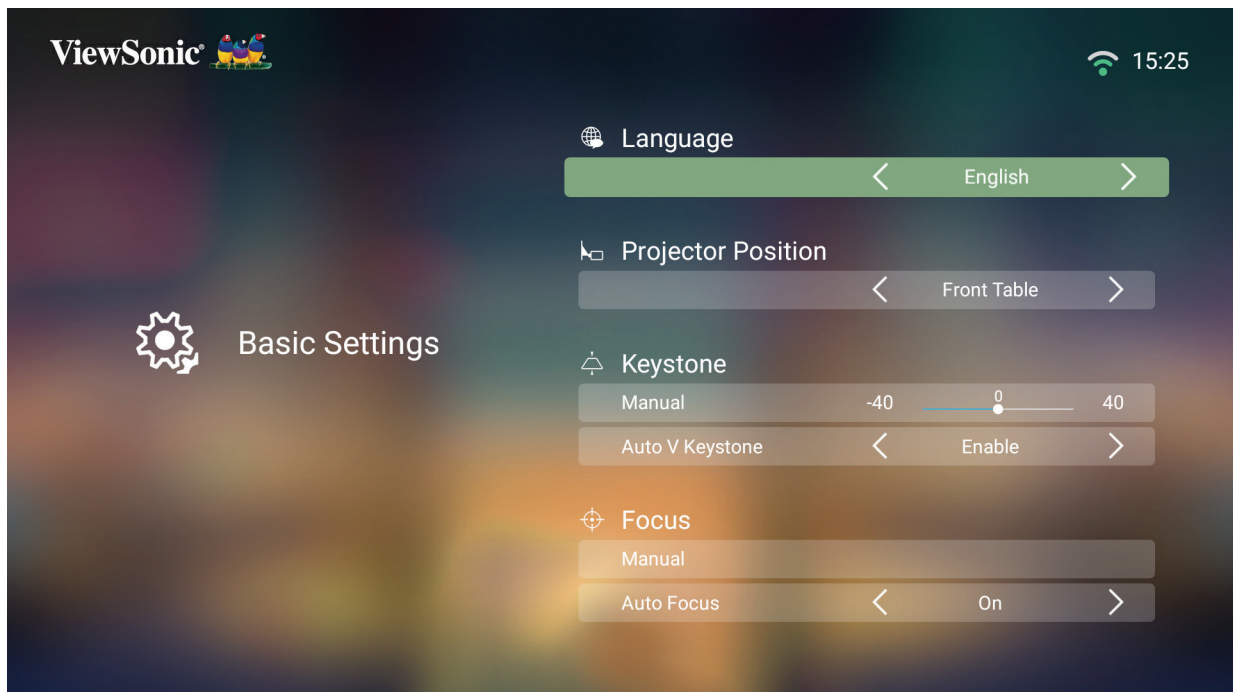 ViewSonic®
15:25
Language
English
Projector Position
Front Table
Basic Settings
Keystone
Manual -40 0 40
Auto V Keystone Enable
Focus
Manual
Auto Focus On